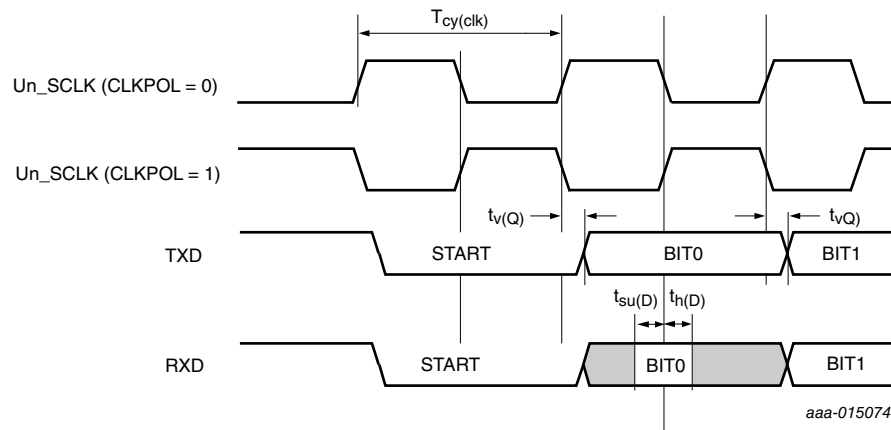 Tcy(clk)
Un_SCLK (CLKPOL = 0)
Un_SCLK (CLKPOL = 1)
tv(Q)
tvQ)
TXD
START
BIT0
BIT1
tsu(D)
th(D)
RXD
START
BIT0
BIT1
aaa-015074